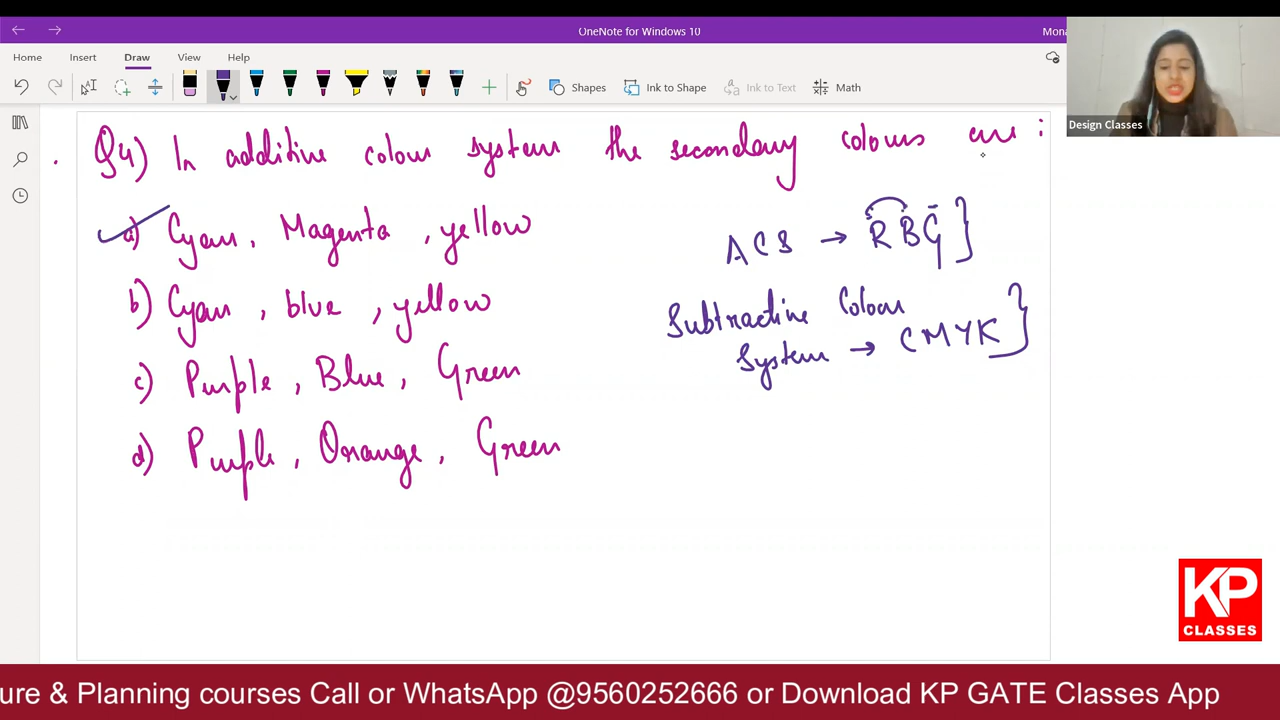 OneNote for Windows 10
Mona
Home Insert Draw View Help
Shapes Ink to Shape Ink to Text Math
Design Classes
Q4) In additive colour system the secondary colours are :
a) Cyan, Magenta, yellow
b) Cyan, blue, yellow
c) Purple, Blue, Green
d) Purple, Orange, Green
ACS → RBG}
Subtractive Colour
System → CMYK}
KP
CLASSES
ure & Planning courses Call or WhatsApp @9560252666 or Download KP GATE Classes App